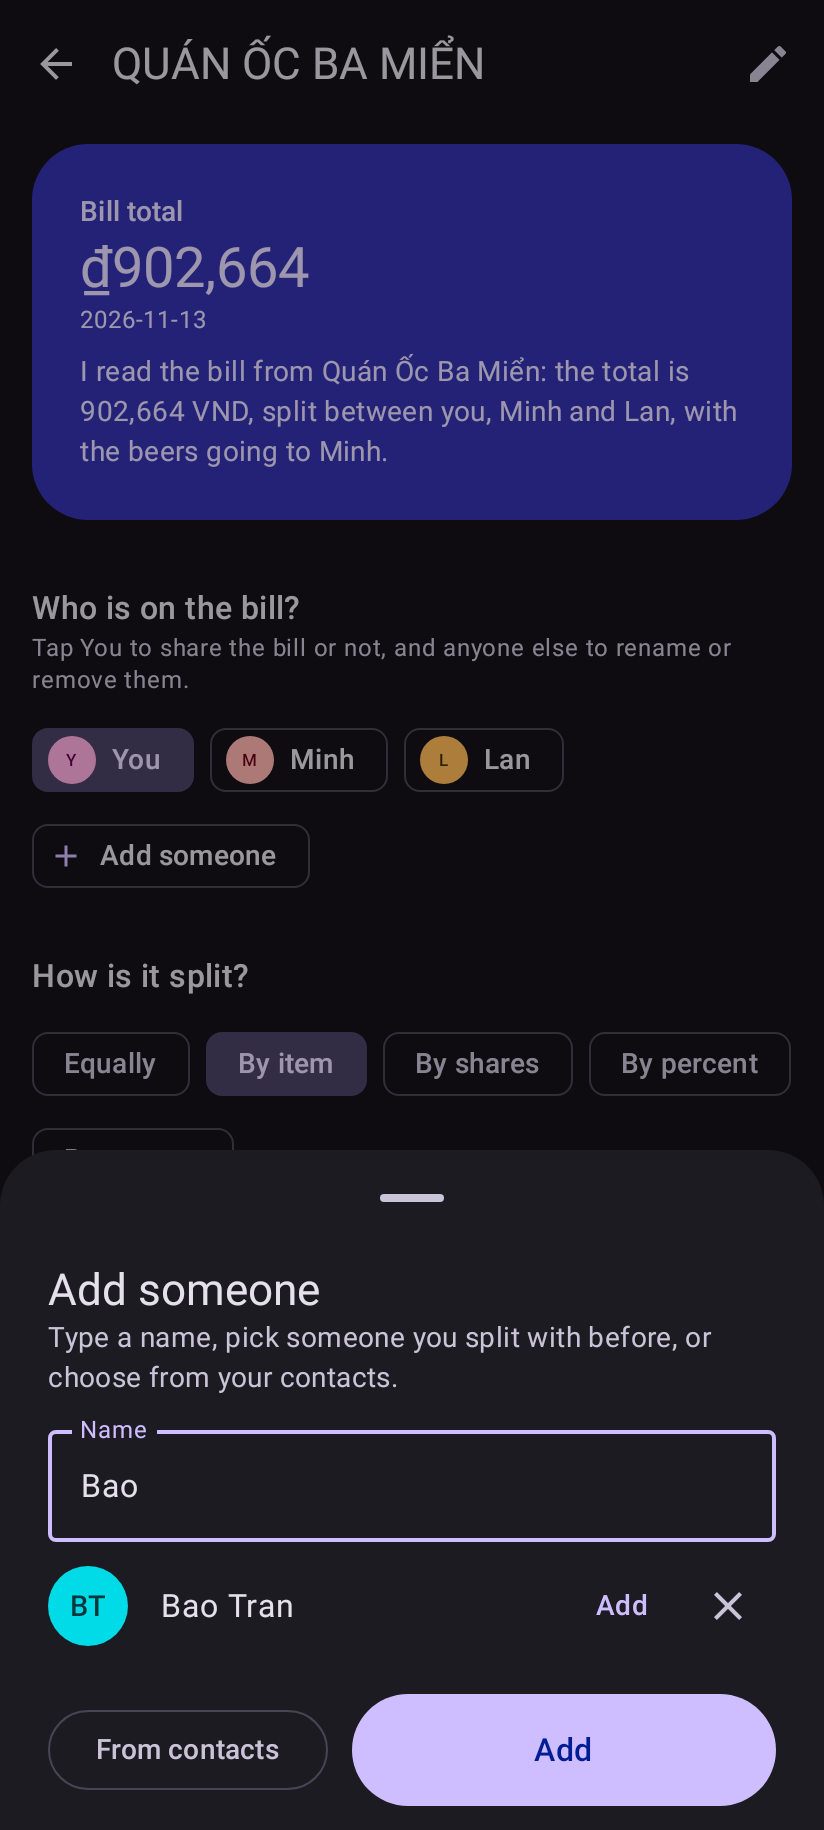 QUÁN ỐC BA MIỂN
Bill total
₫902,664
2026-11-13
I read the bill from Quán Ốc Ba Miển: the total is
902,664 VND, split between you, Minh and Lan, with
the beers going to Minh.
Who is on the bill?
Tap You to share the bill or not, and anyone else to rename or
remove them.
Y You M Minh L Lan
Add someone
How is it split?
Equally By item By shares By percent
Add someone
Type a name, pick someone you split with before, or
choose from your contacts.
Name
Bao
BT Bao Tran Add
From contacts Add